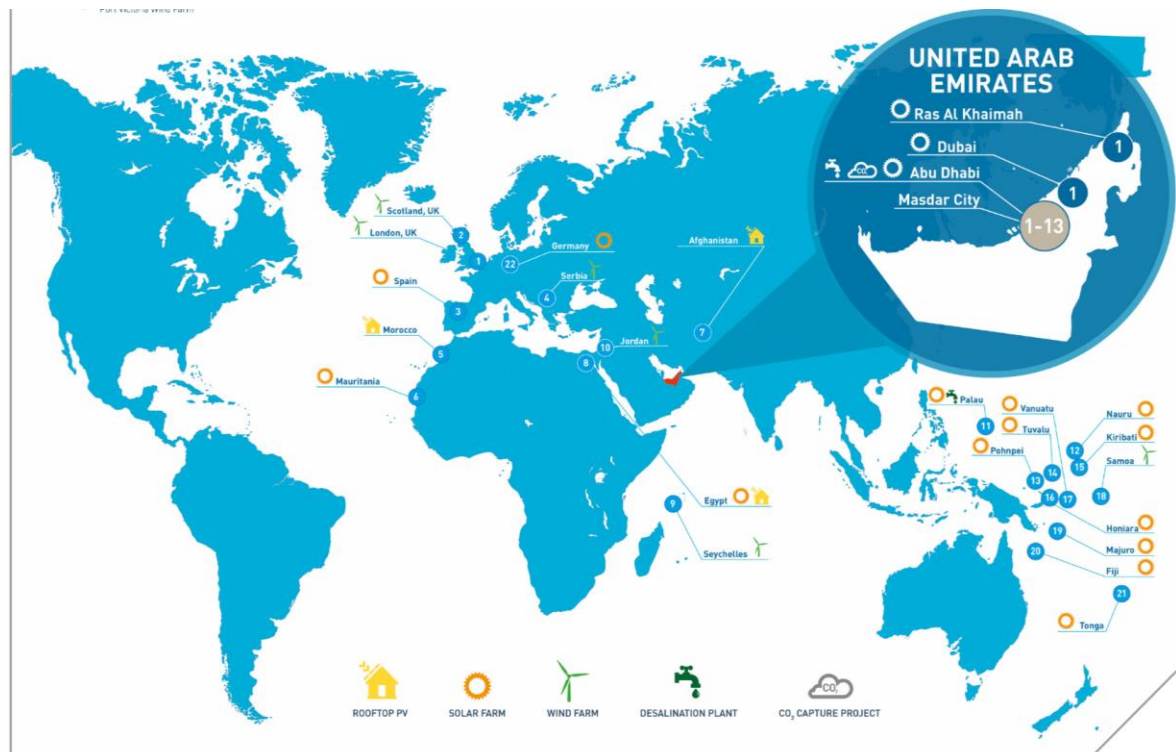 Port Victoria Wind Farm
UNITED ARAB
EMIRATES
Ras Al Khaimah
1
Dubai
1
CO₂
Abu Dhabi
Masdar City
1-13
Scotland, UK
2
London, UK
1
Germany
22
Afghanistan
7
Spain
3
Serbia
4
Morocco
5
Jordan
10
8
Mauritania
6
Egypt
9
Seychelles
Palau
11
Vanuatu
Tuvalu
Pohnpei
Nauru
12
Kiribati
15
Samoa
13
14
16
17
18
Honiara
19
Majuro
20
Fiji
21
Tonga
CO₂
ROOFTOP PV
SOLAR FARM
WIND FARM
DESALINATION PLANT
CO₂ CAPTURE PROJECT